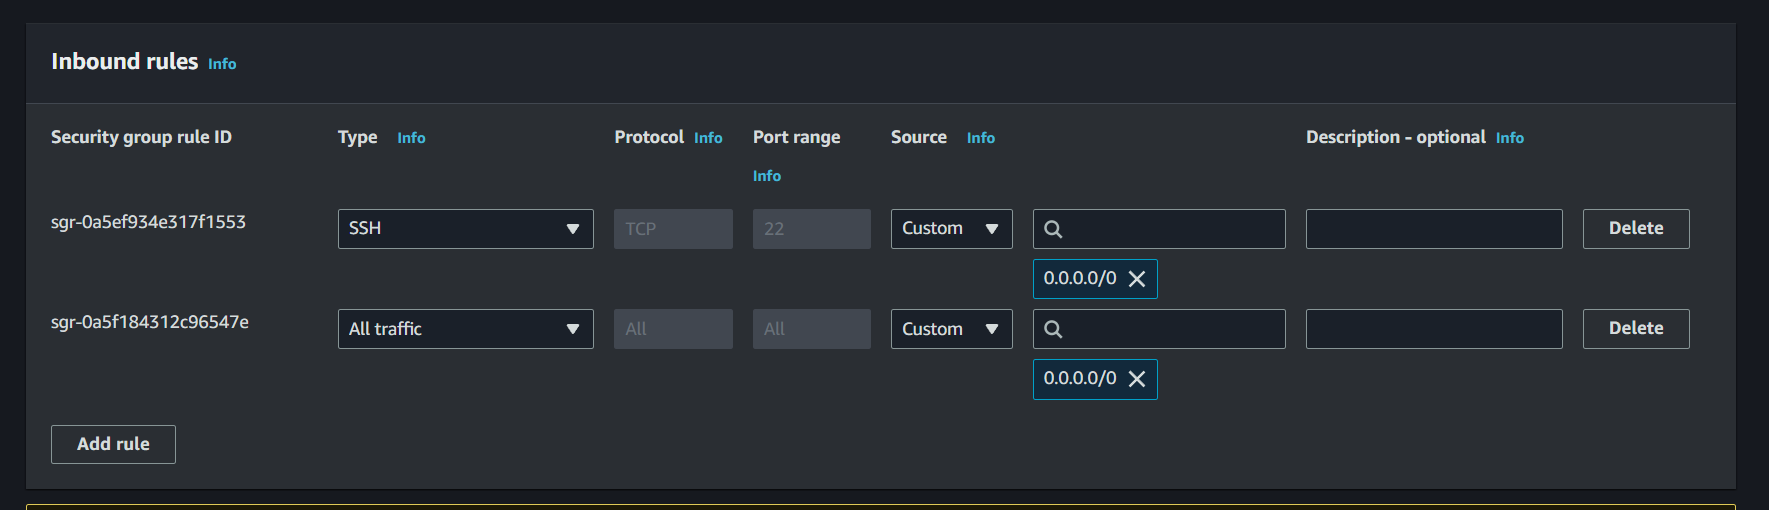 Inbound rules Info
Security group rule ID Type Info Protocol Info Port range Info Source Info Description - optional Info
sgr-0a5ef934e317f1553 SSH TCP 22 Custom Delete
0.0.0.0/0
sgr-0a5f184312c96547e All traffic All All Custom Delete
0.0.0.0/0
Add rule